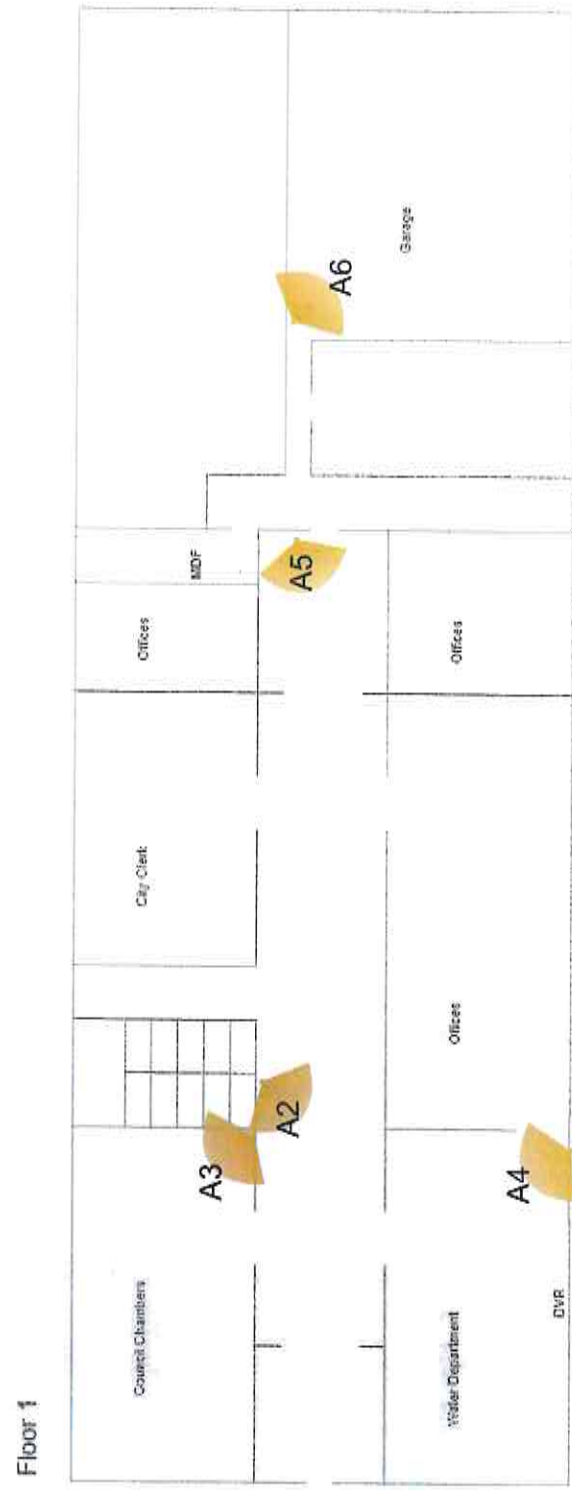 Floor 1
Council Chambers
A3
A2
City Clerk
Offices
MDF
A5
A6
Garage
Water Department
DVR
A4
Offices
Offices